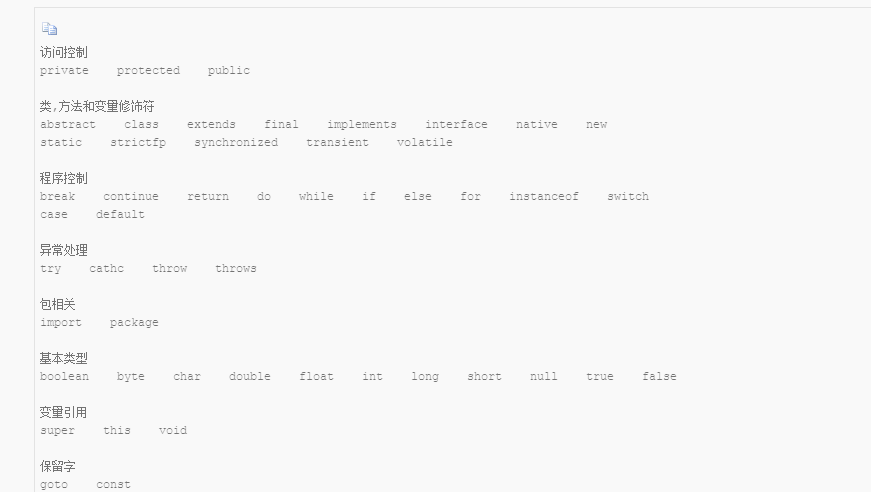 访问控制
private protected public
类,方法和变量修饰符
abstract class extends final implements interface native new
static strictfp synchronized transient volatile
程序控制
break continue return do while if else for instanceof switch
case default
异常处理
try cathc throw throws
包相关
import package
基本类型
boolean byte char double float int long short null true false
变量引用
super this void
保留字
goto const